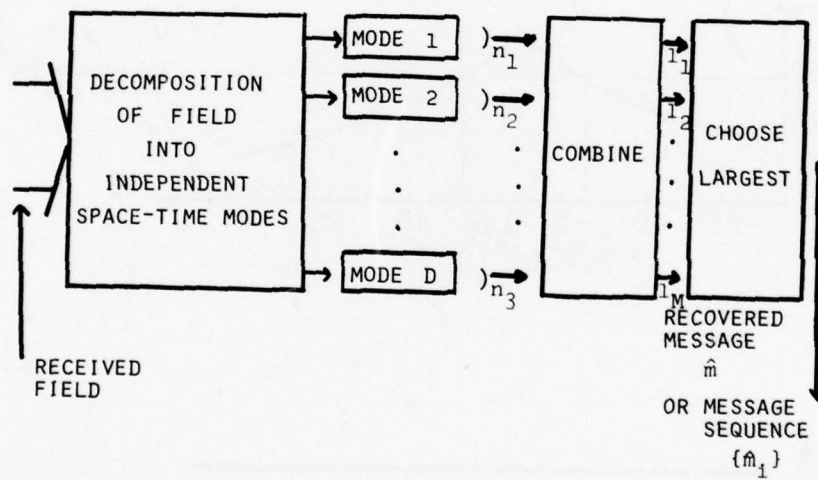 DECOMPOSITION
OF FIELD
INTO
INDEPENDENT
SPACE-TIME MODES
MODE 1
MODE 2
MODE D
n1
n2
n3
COMBINE
l1
l2
lM
CHOOSE
LARGEST
RECEIVED
FIELD
RECOVERED
MESSAGE
m̂
OR MESSAGE
SEQUENCE
{m̂i}